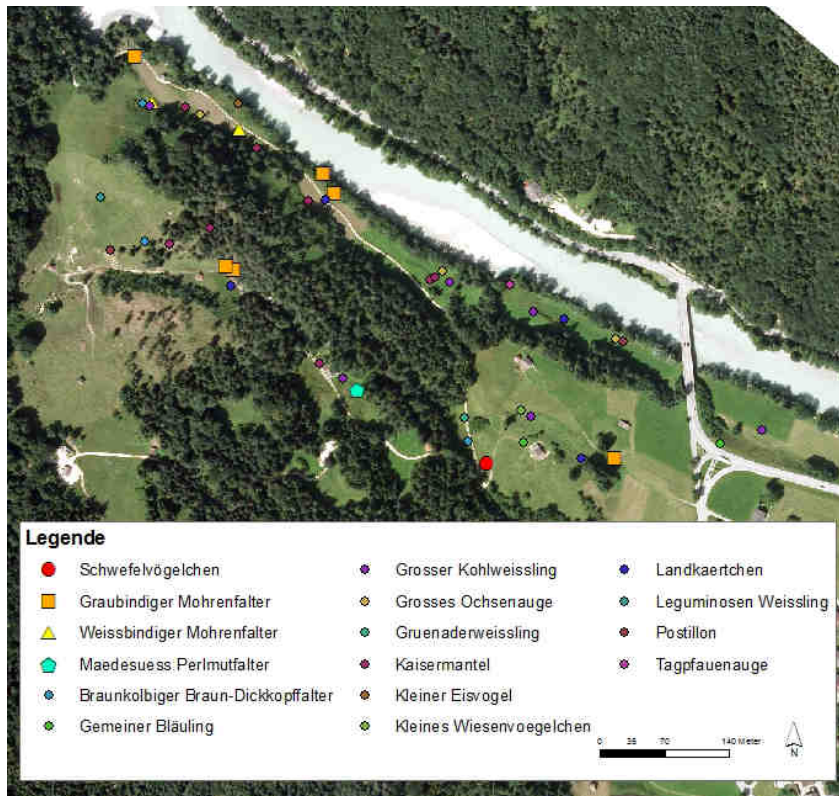 Legende
Schwefelvögelchen
Graubindiger Mohrenfalter
Weissbindiger Mohrenfalter
Maedesuess Perlmutfalter
Braunkolbiger Braun-Dickkopffalter
Gemeiner Bläuling
Grosser Kohlweissling
Grosses Ochsenauge
Gruenaderweissling
Kaisermantel
Kleiner Eisvogel
Kleines Wiesenvoegelchen
Landkaertchen
Leguminosen Weissling
Postillon
Tagpfauenauge
0 35 70 140 Meter
N